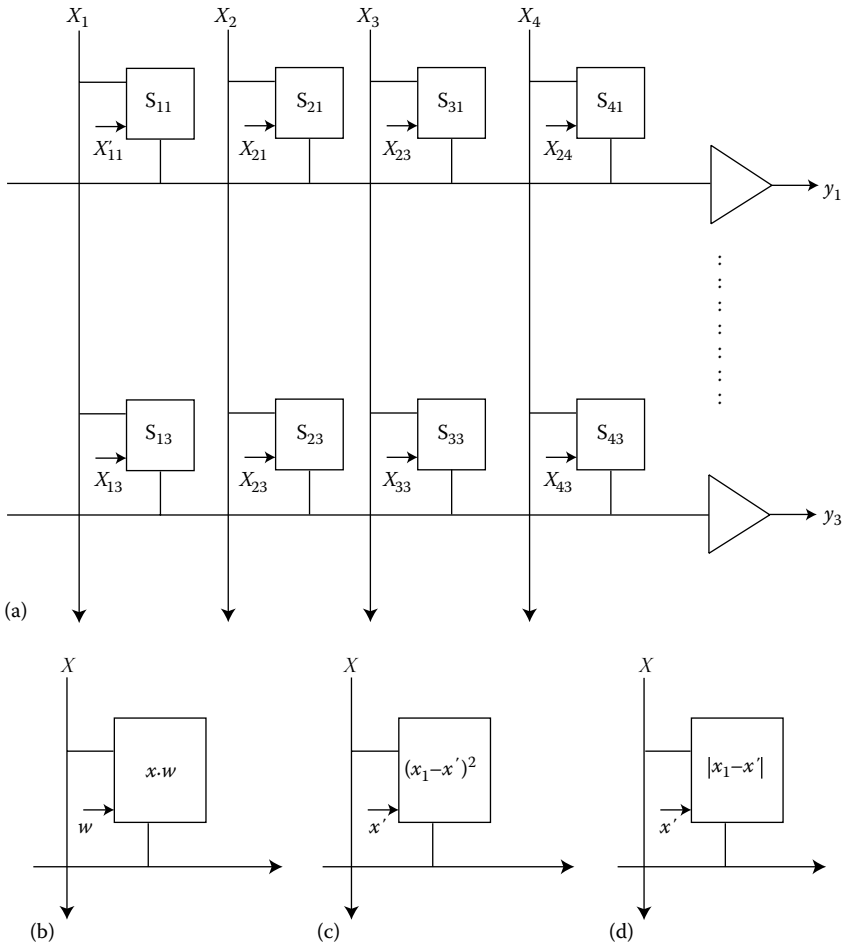 X₁ X₂ X₃ X₄
S₁₁ S₂₁ S₃₁ S₄₁
X′₁₁ X₂₁ X₂₃ X₂₄
y₁
S₁₃ S₂₃ S₃₃ S₄₃
X₁₃ X₂₃ X₃₃ X₄₃
y₃
(a)
X X X
x.w (x₁–x′)² |x₁–x′|
w x′ x′
(b) (c) (d)